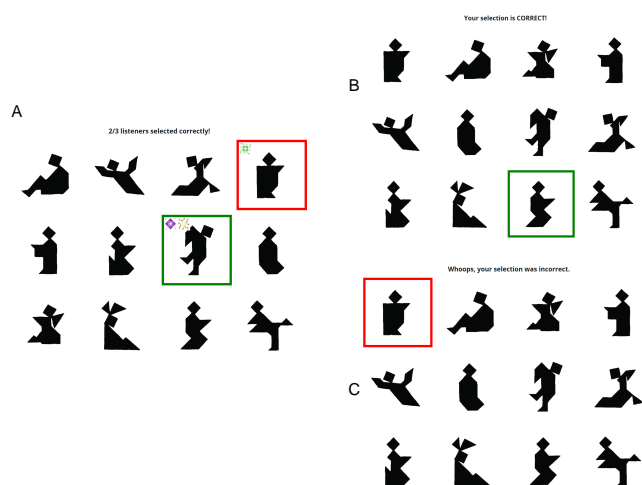 A
2/3 listeners selected correctly!
B
Your selection is CORRECT!
C
Whoops, your selection was incorrect.